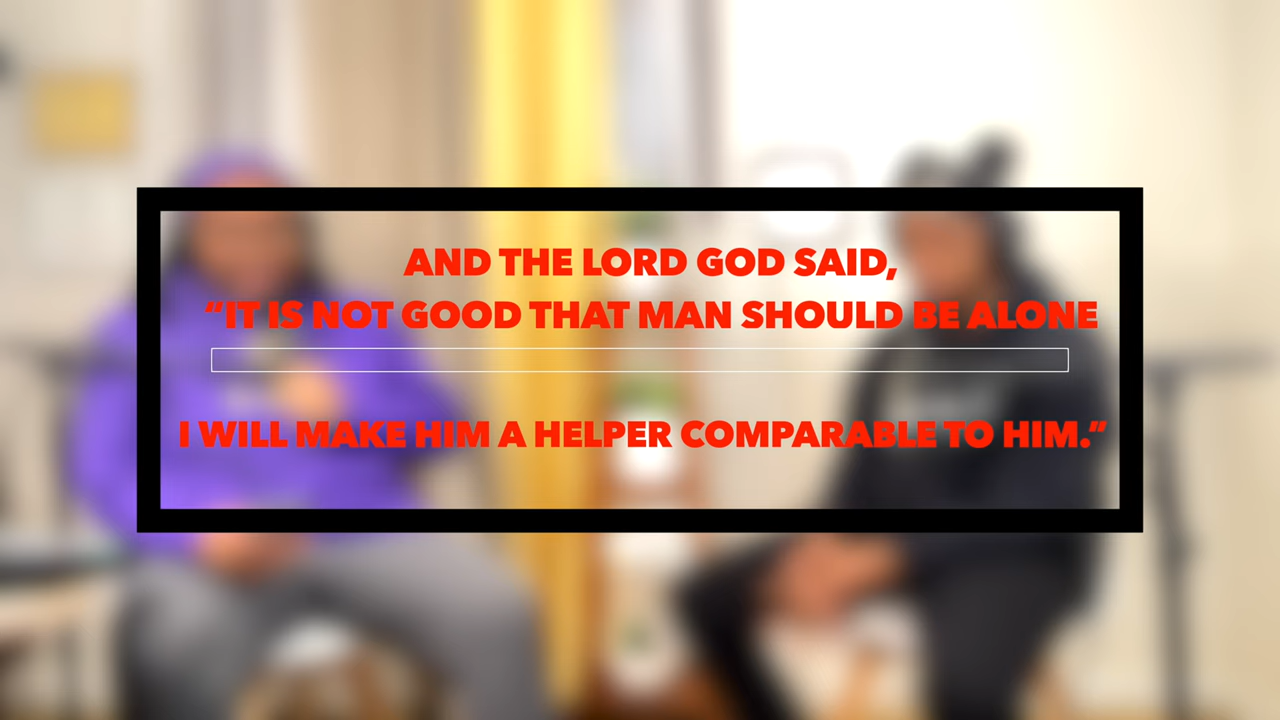 AND THE LORD GOD SAID,
“IT IS NOT GOOD THAT MAN SHOULD BE ALONE
I WILL MAKE HIM A HELPER COMPARABLE TO HIM.”